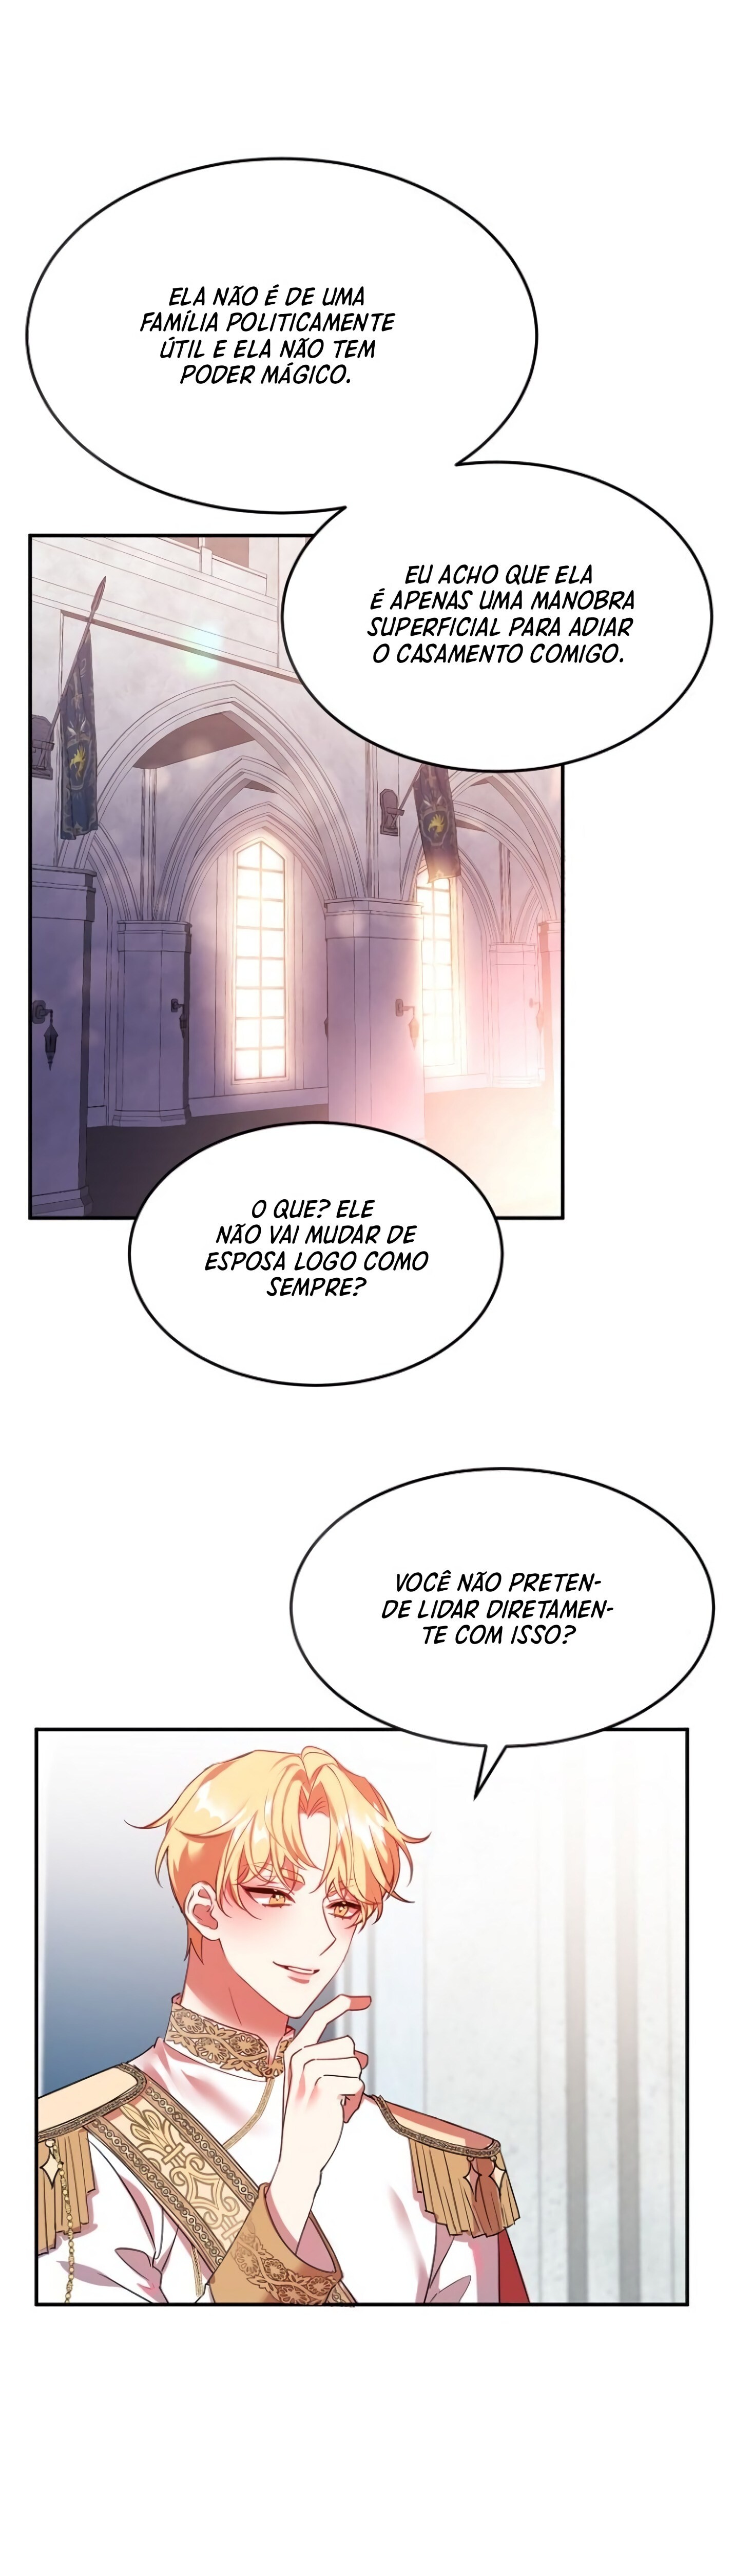 ELA NÃO É DE UMA
FAMÍLIA POLITICAMENTE
ÚTIL E ELA NÃO TEM
PODER MÁGICO.
EU ACHO QUE ELA
É APENAS UMA MANOBRA
SUPERFICIAL PARA ADIAR
O CASAMENTO COMIGO.
O QUE? ELE
NÃO VAI MUDAR DE
ESPOSA LOGO COMO
SEMPRE?
VOCÊ NÃO PRETEN-
DE LIDAR DIRETAMEN-
TE COM ISSO?